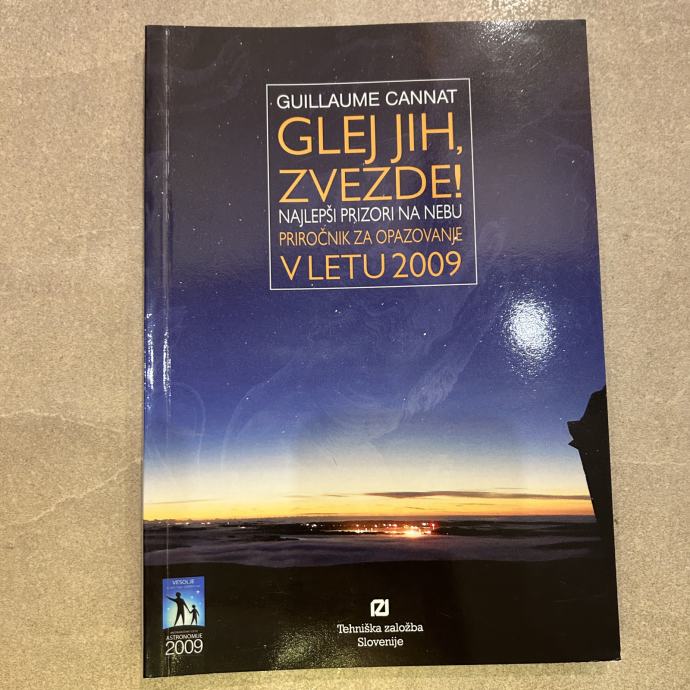 GUILLAUME CANNAT
GLEJ JIH,
ZVEZDE!
NAJLEPŠI PRIZORI NA NEBU
PRIROČNIK ZA OPAZOVANJE
V LETU 2009
VESOLJE
ASTRONOMIJE
2009
Tehniška založba
Slovenije